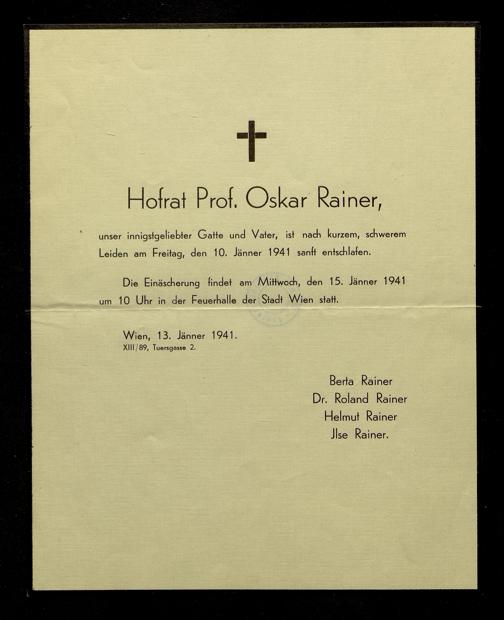 Hofrat Prof. Oskar Rainer,
unser innigstgeliebter Gatte und Vater, ist nach kurzem, schwerem
Leiden am Freitag, den 10. Jänner 1941 sanft entschlafen.
Die Einäscherung findet am Mittwoch, den 15. Jänner 1941
um 10 Uhr in der Feuerhalle der Stadt Wien statt.
Wien, 13. Jänner 1941.
XIII/89, Tuersgasse 2.
Berta Rainer
Dr. Roland Rainer
Helmut Rainer
Jlse Rainer.